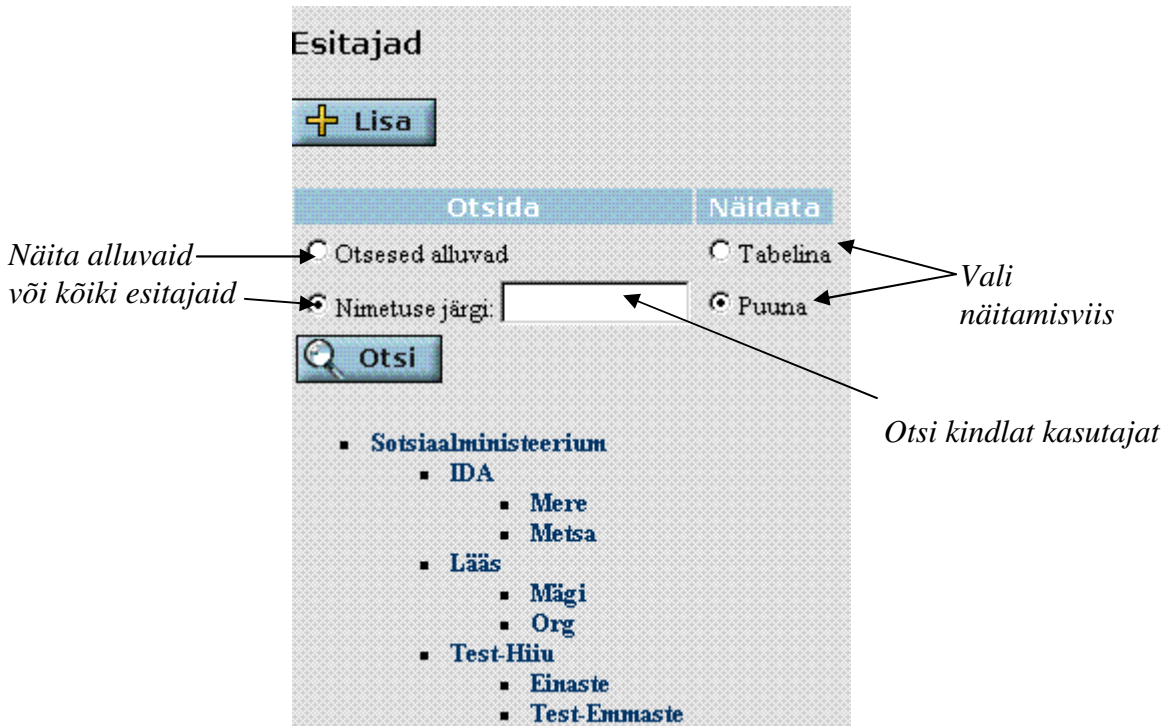 Esitajad
Lisa
Otsida Näidata
Näita alluvaid
või kõiki esitajaid
Otsesed alluvad Tabelina
Nimetuse järgi: Puuna
Vali
näitamisviis
Otsi
Otsi kindlat kasutajat
Sotsiaalministeerium
IDA
Mere
Metsa
Lääs
Mägi
Org
Test-Hiiu
Einaste
Test-Emmaste